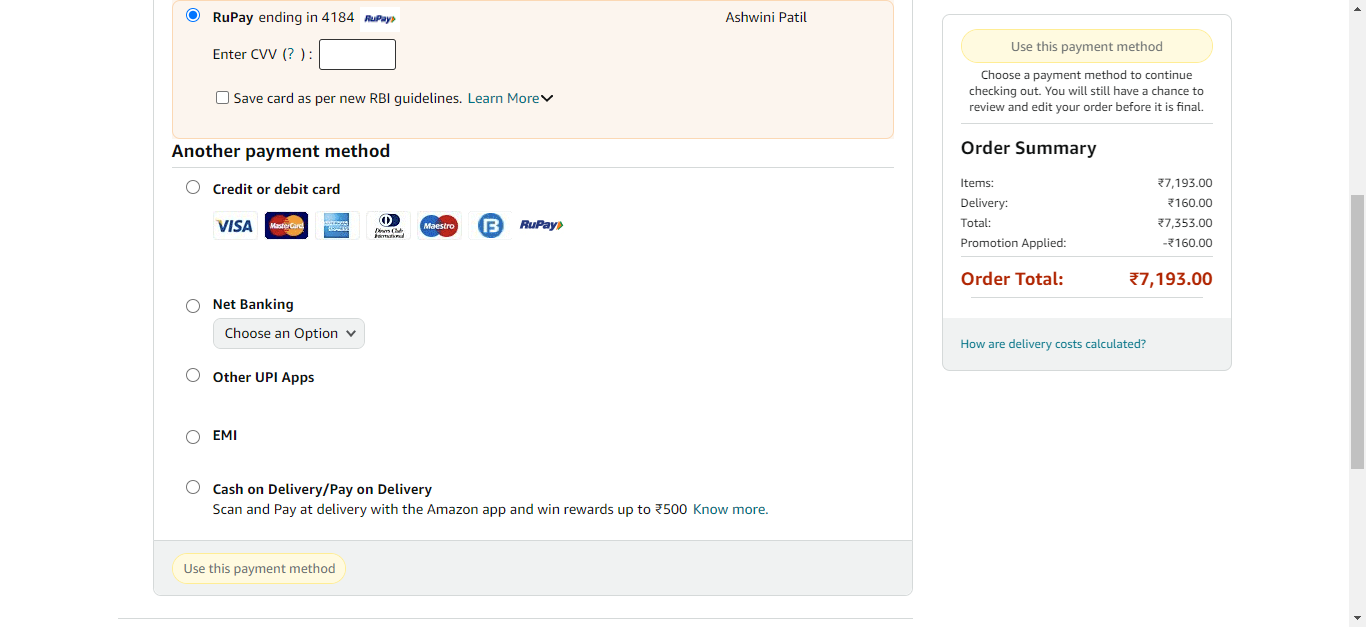 RuPay ending in 4184 RuPay Ashwini Patil
Enter CVV (? ) :
Save card as per new RBI guidelines. Learn More
Another payment method
Credit or debit card
VISA MasterCard AMERICAN EXPRESS Diners Club International Maestro B RuPay
Net Banking
Choose an Option
Other UPI Apps
EMI
Cash on Delivery/Pay on Delivery
Scan and Pay at delivery with the Amazon app and win rewards up to ₹500 Know more.
Use this payment method
Use this payment method
Choose a payment method to continue
checking out. You will still have a chance to
review and edit your order before it is final.
Order Summary
Items: ₹7,193.00
Delivery: ₹160.00
Total: ₹7,353.00
Promotion Applied: -₹160.00
Order Total: ₹7,193.00
How are delivery costs calculated?